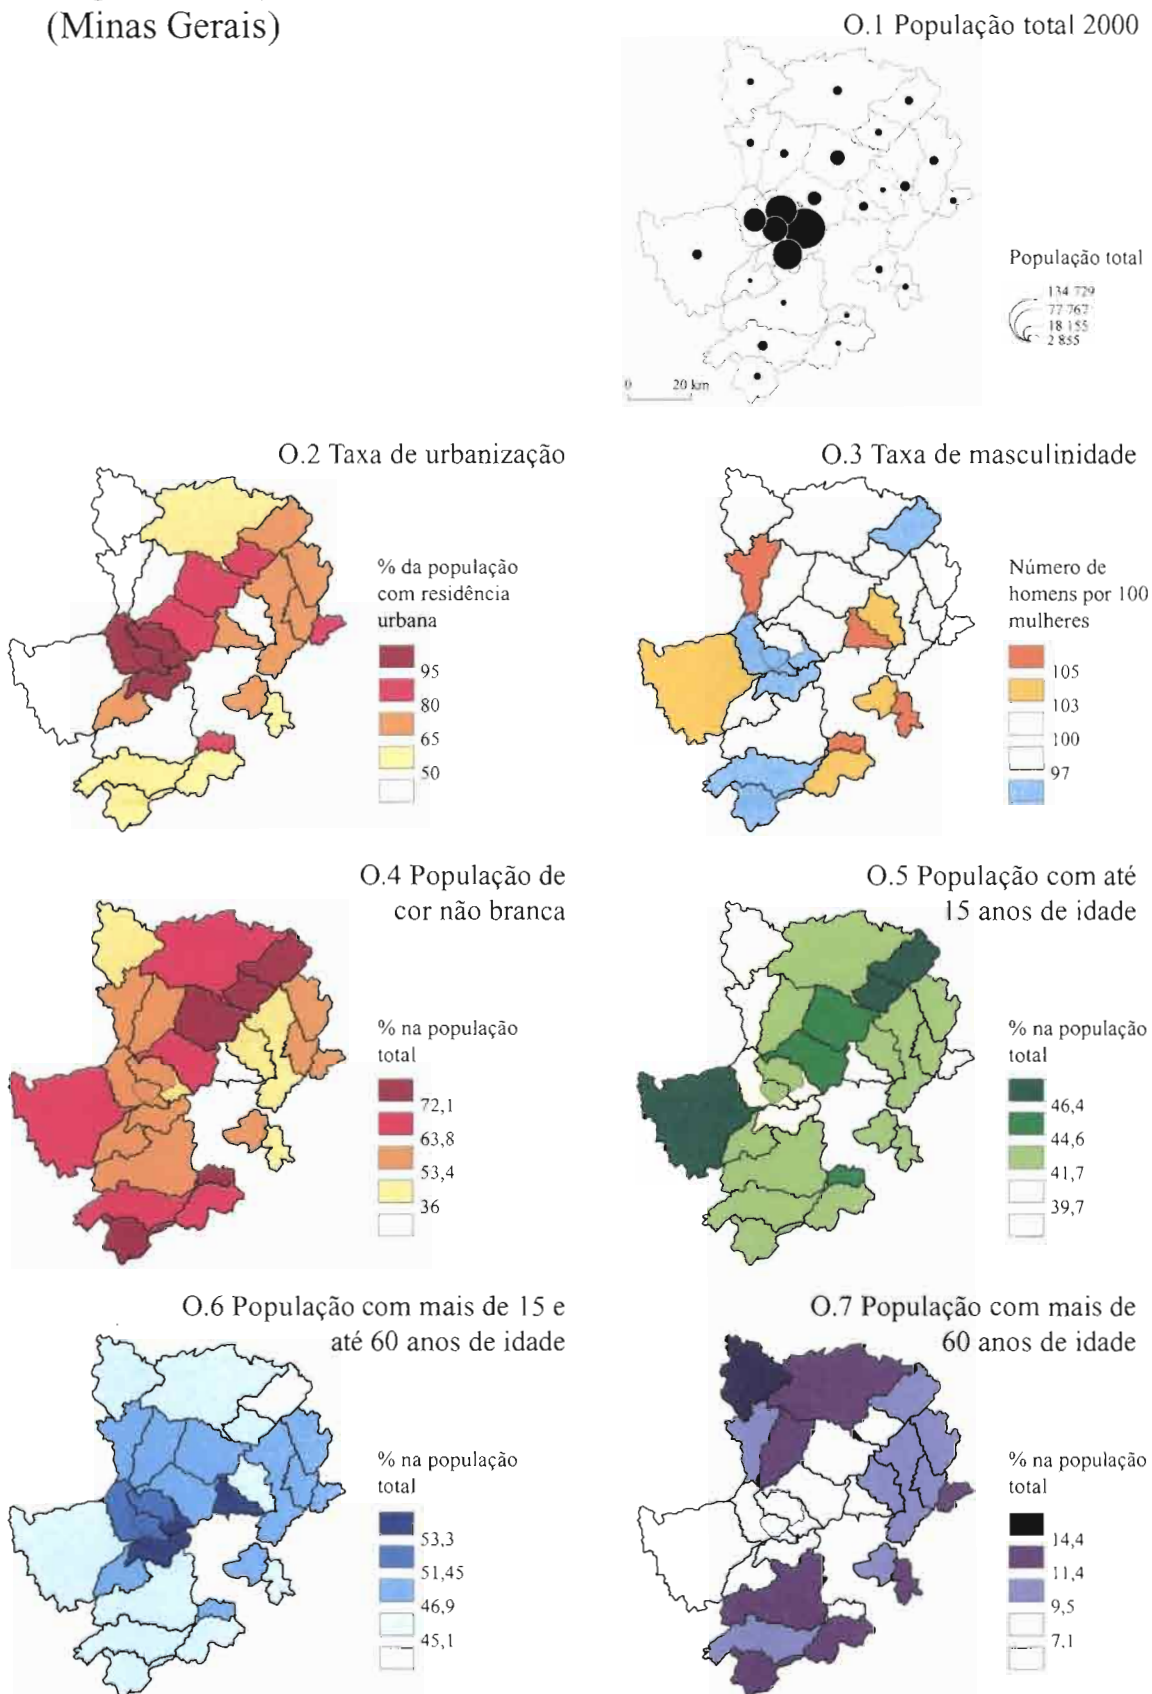 (Minas Gerais)
O.1 População total 2000
População total
134 729
77 767
18 155
2 855
0 20 km
O.2 Taxa de urbanização
% da população
com residência
urbana
95
80
65
50
O.3 Taxa de masculinidade
Número de
homens por 100
mulheres
105
103
100
97
O.4 População de
cor não branca
% na população
total
72,1
63,8
53,4
36
O.5 População com até
15 anos de idade
% na população
total
46,4
44,6
41,7
39,7
O.6 População com mais de 15 e
até 60 anos de idade
% na população
total
53,3
51,45
46,9
45,1
O.7 População com mais de
60 anos de idade
% na população
total
14,4
11,4
9,5
7,1